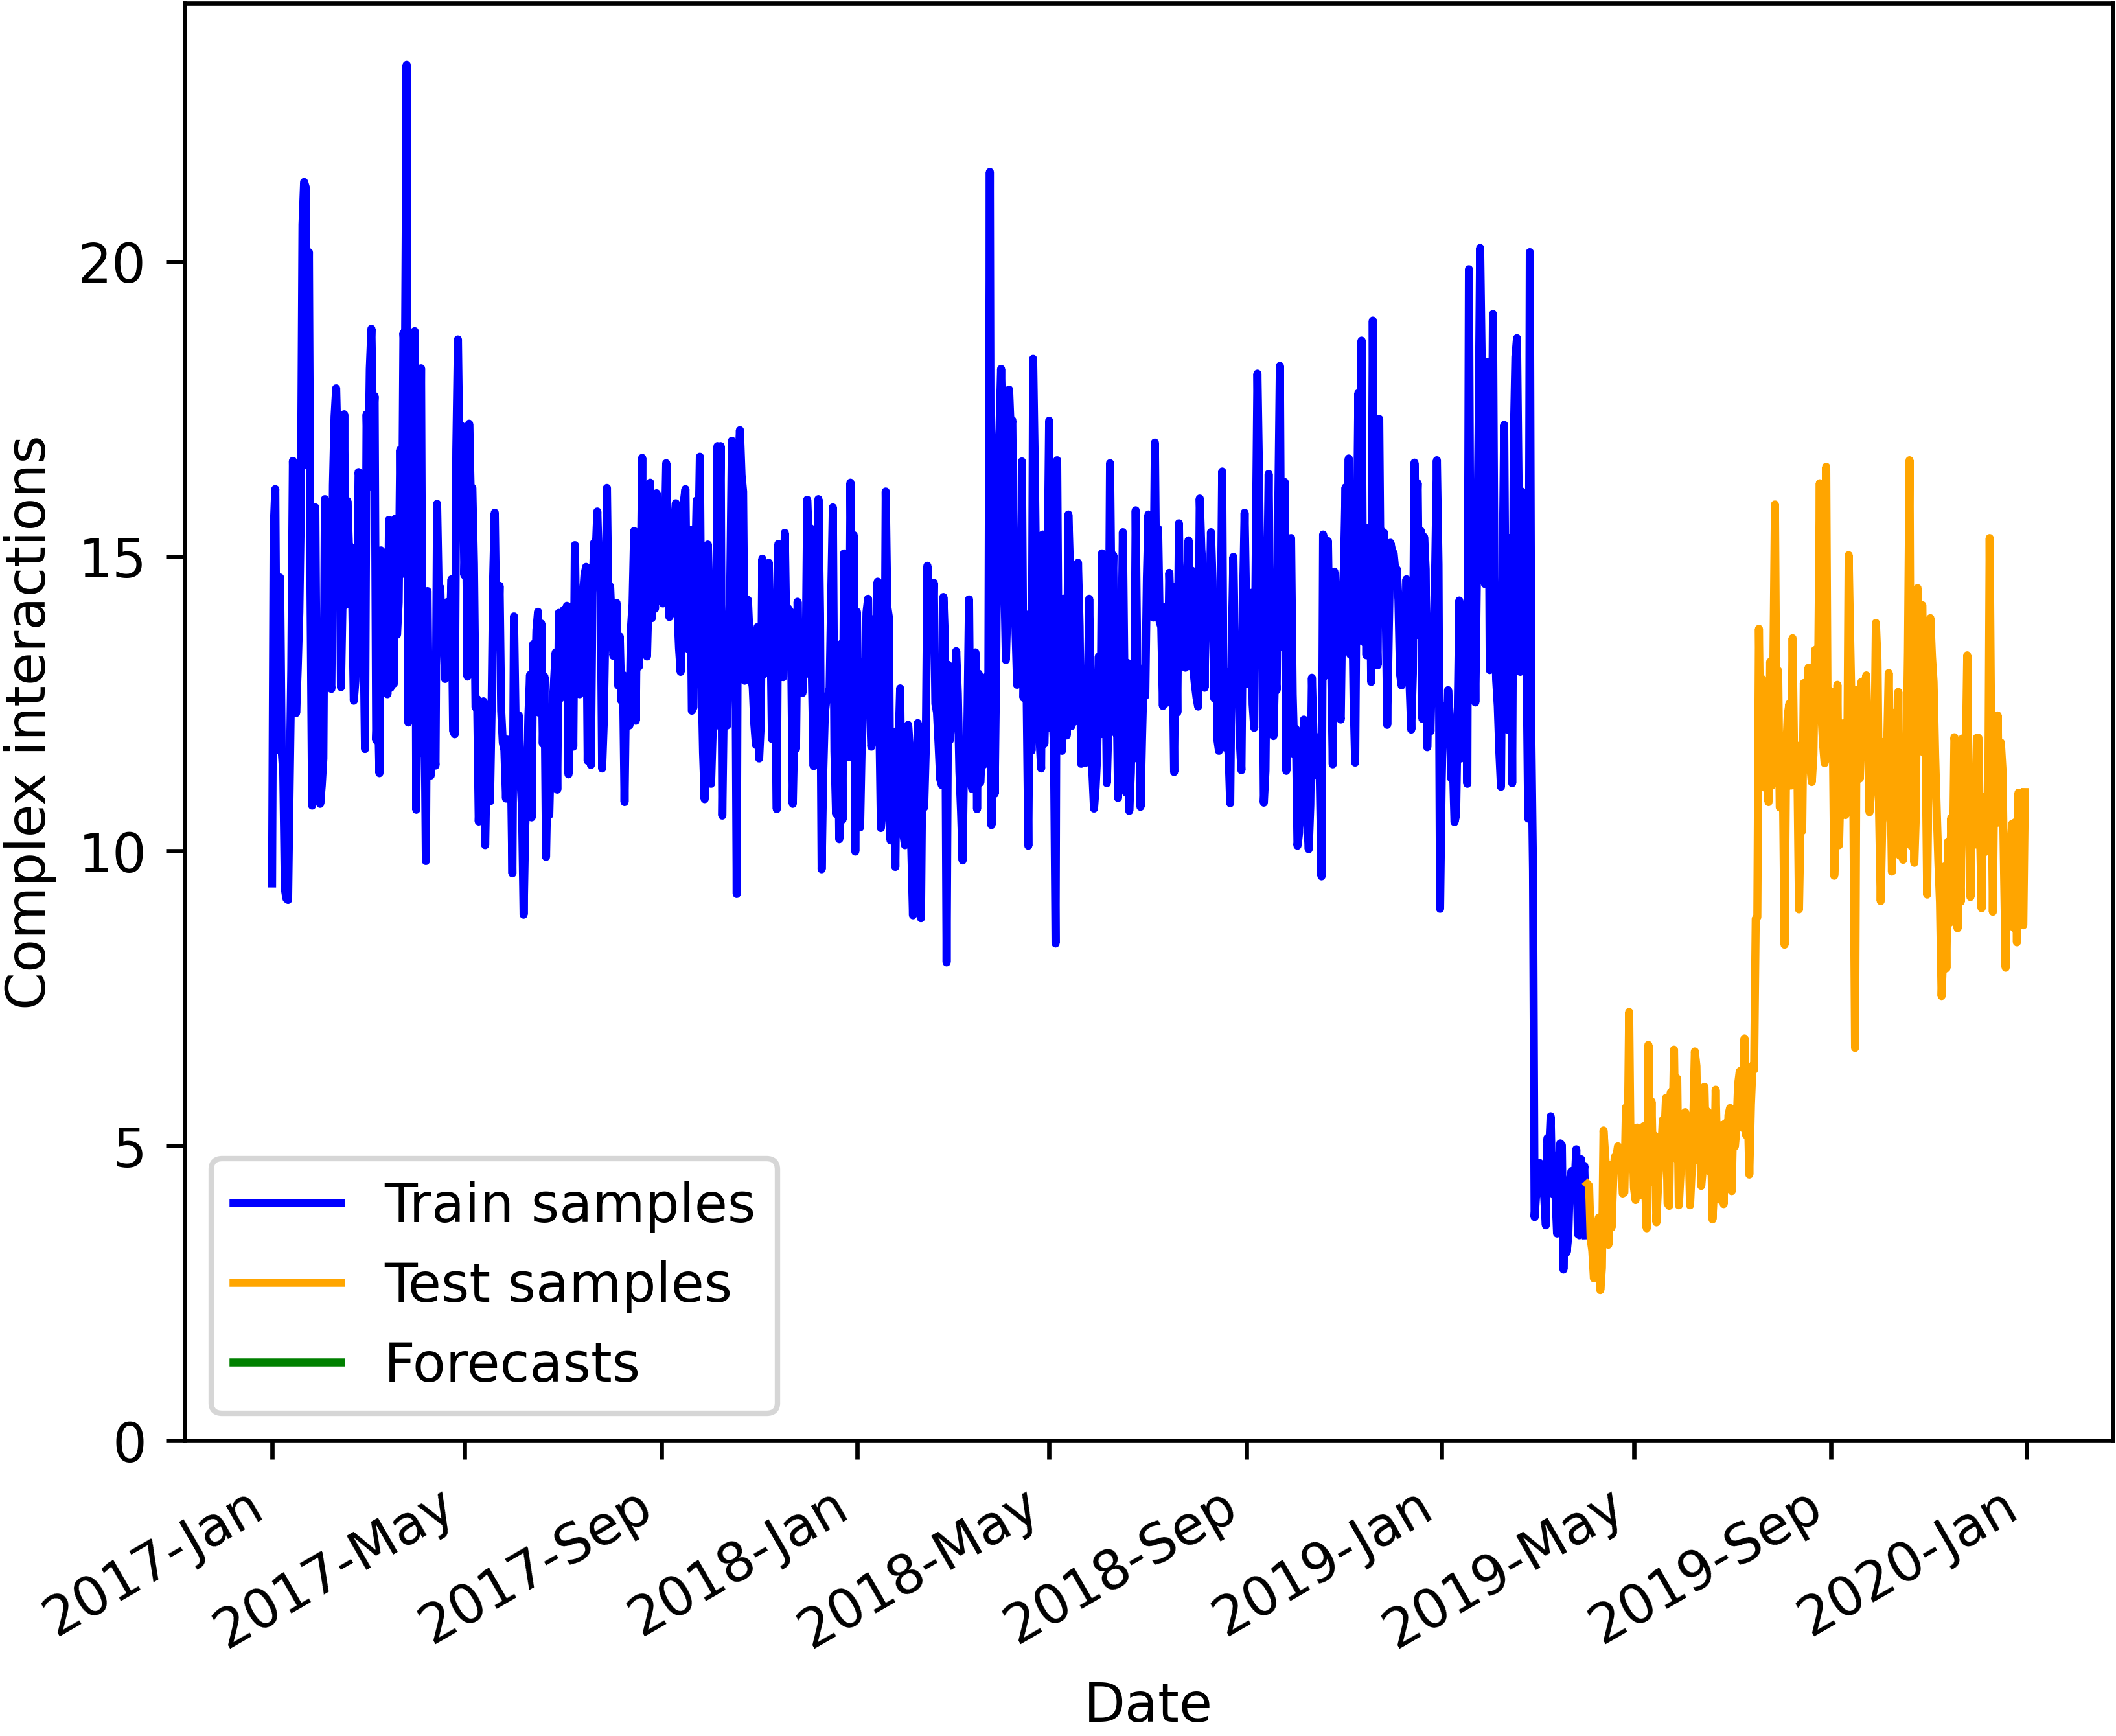 Complex interactions
20
15
10
5
0
Train samples
Test samples
Forecasts
2017-Jan
2017-May
2017-Sep
2018-Jan
2018-May
2018-Sep
2019-Jan
2019-May
2019-Sep
2020-Jan
Date